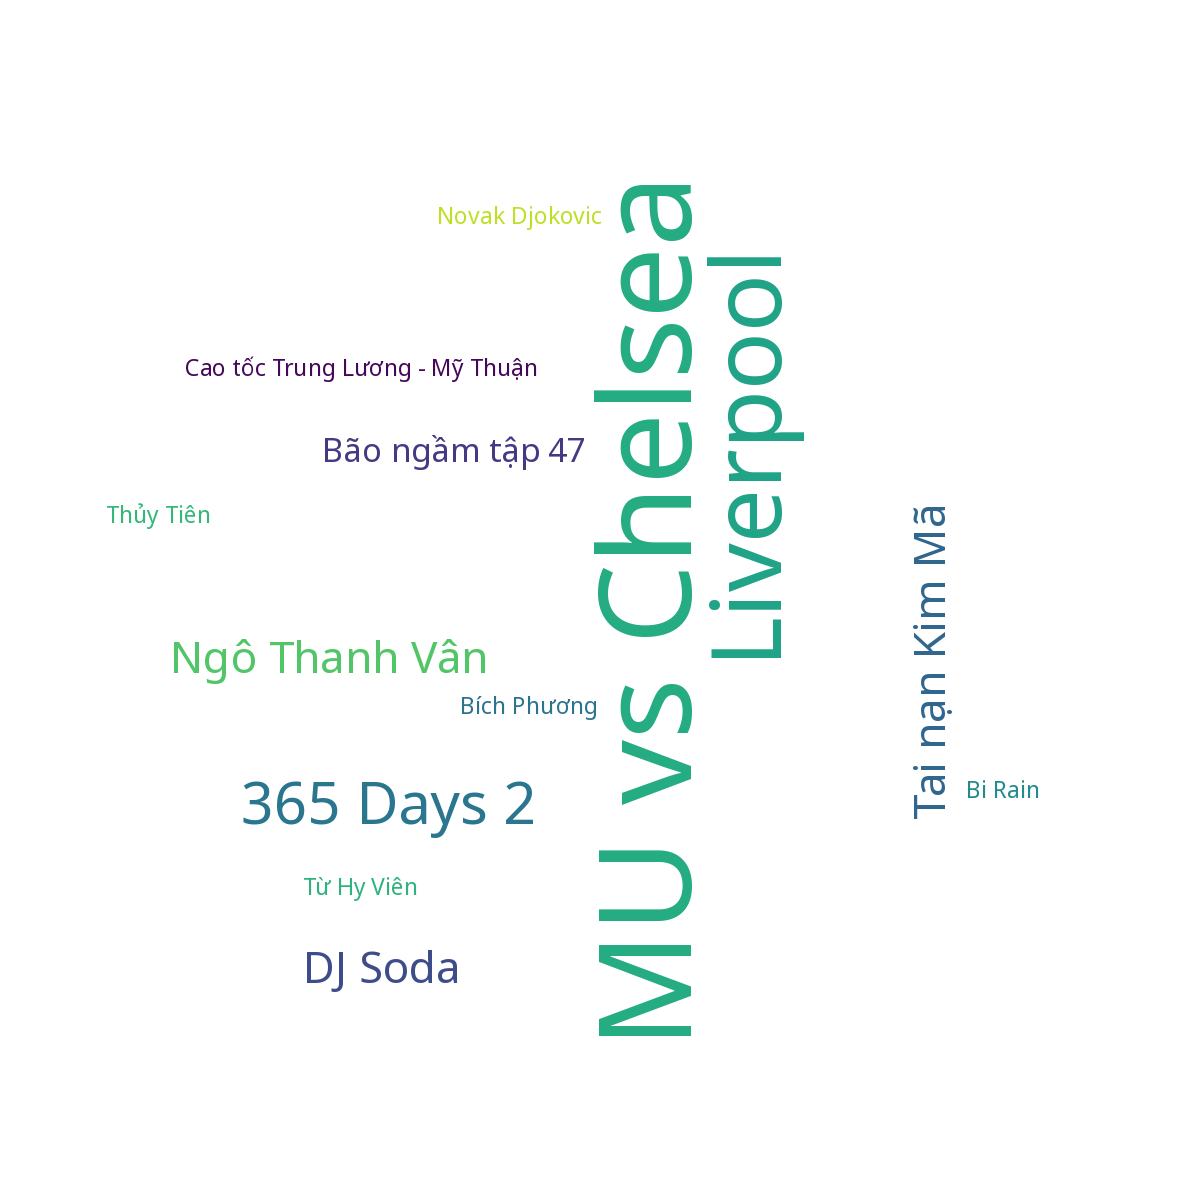 Novak Djokovic
Cao tốc Trung Lương - Mỹ Thuận
Bão ngầm tập 47
Thủy Tiên
Ngô Thanh Vân
Bích Phương
365 Days 2
Từ Hy Viên
DJ Soda
MU vs Chelsea
Liverpool
Tai nạn Kim Mã
Bi Rain